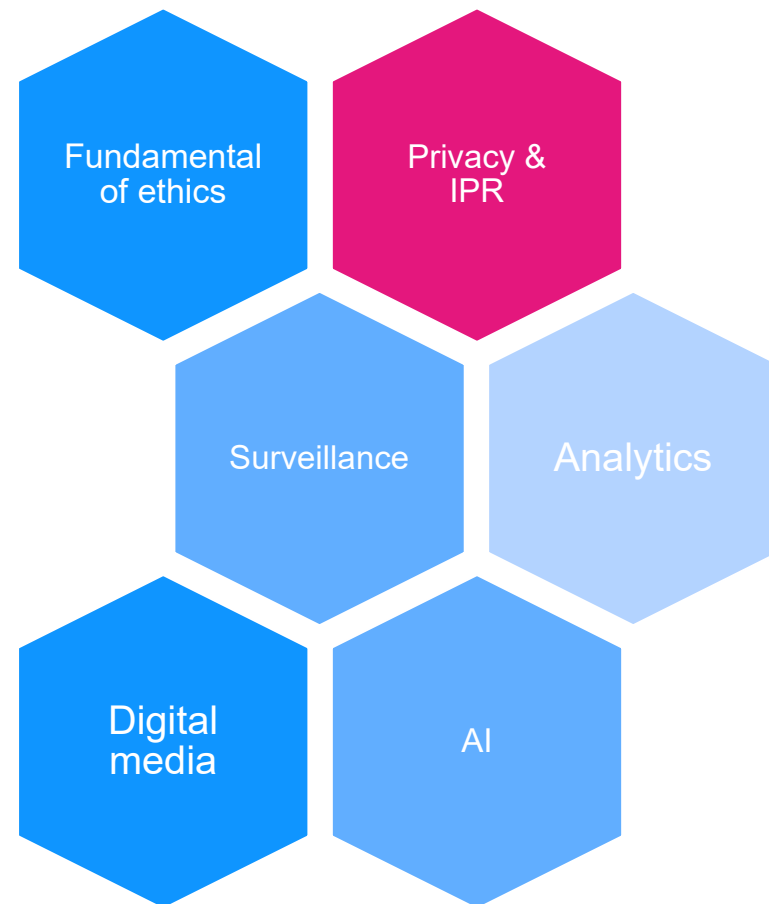 Fundamental
of ethics
Privacy &
IPR
Surveillance
Analytics
Digital
media
AI